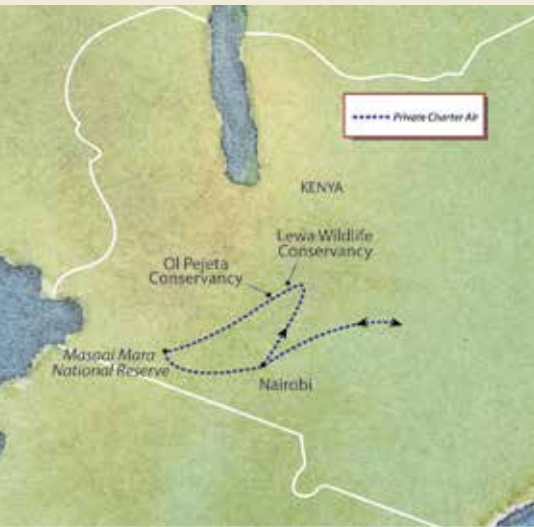 Private Charter Air
KENYA
Lewa Wildlife
Conservancy
Ol Pejeta
Conservancy
Masaai Mara
National Reserve
Nairobi